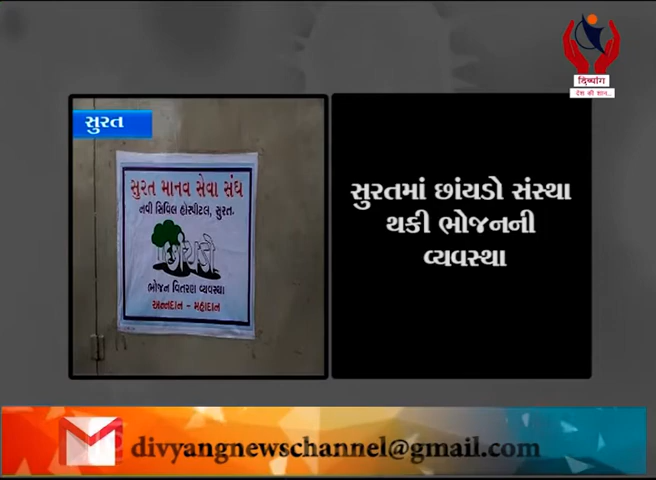 दिव्यांग
देश की शान..
સુરત
સુરત માનવ સેવા સંઘ
નવી સિવિલ હોસ્પીટલ, સુરત.
છાંયડો
ભોજન વિતરણ વ્યવસ્થા
અન્નદાન - મહાદાન
સુરતમાં છાંયડો સંસ્થા
થકી ભોજનની
વ્યવસ્થા
divyangnewschannel@gmail.com